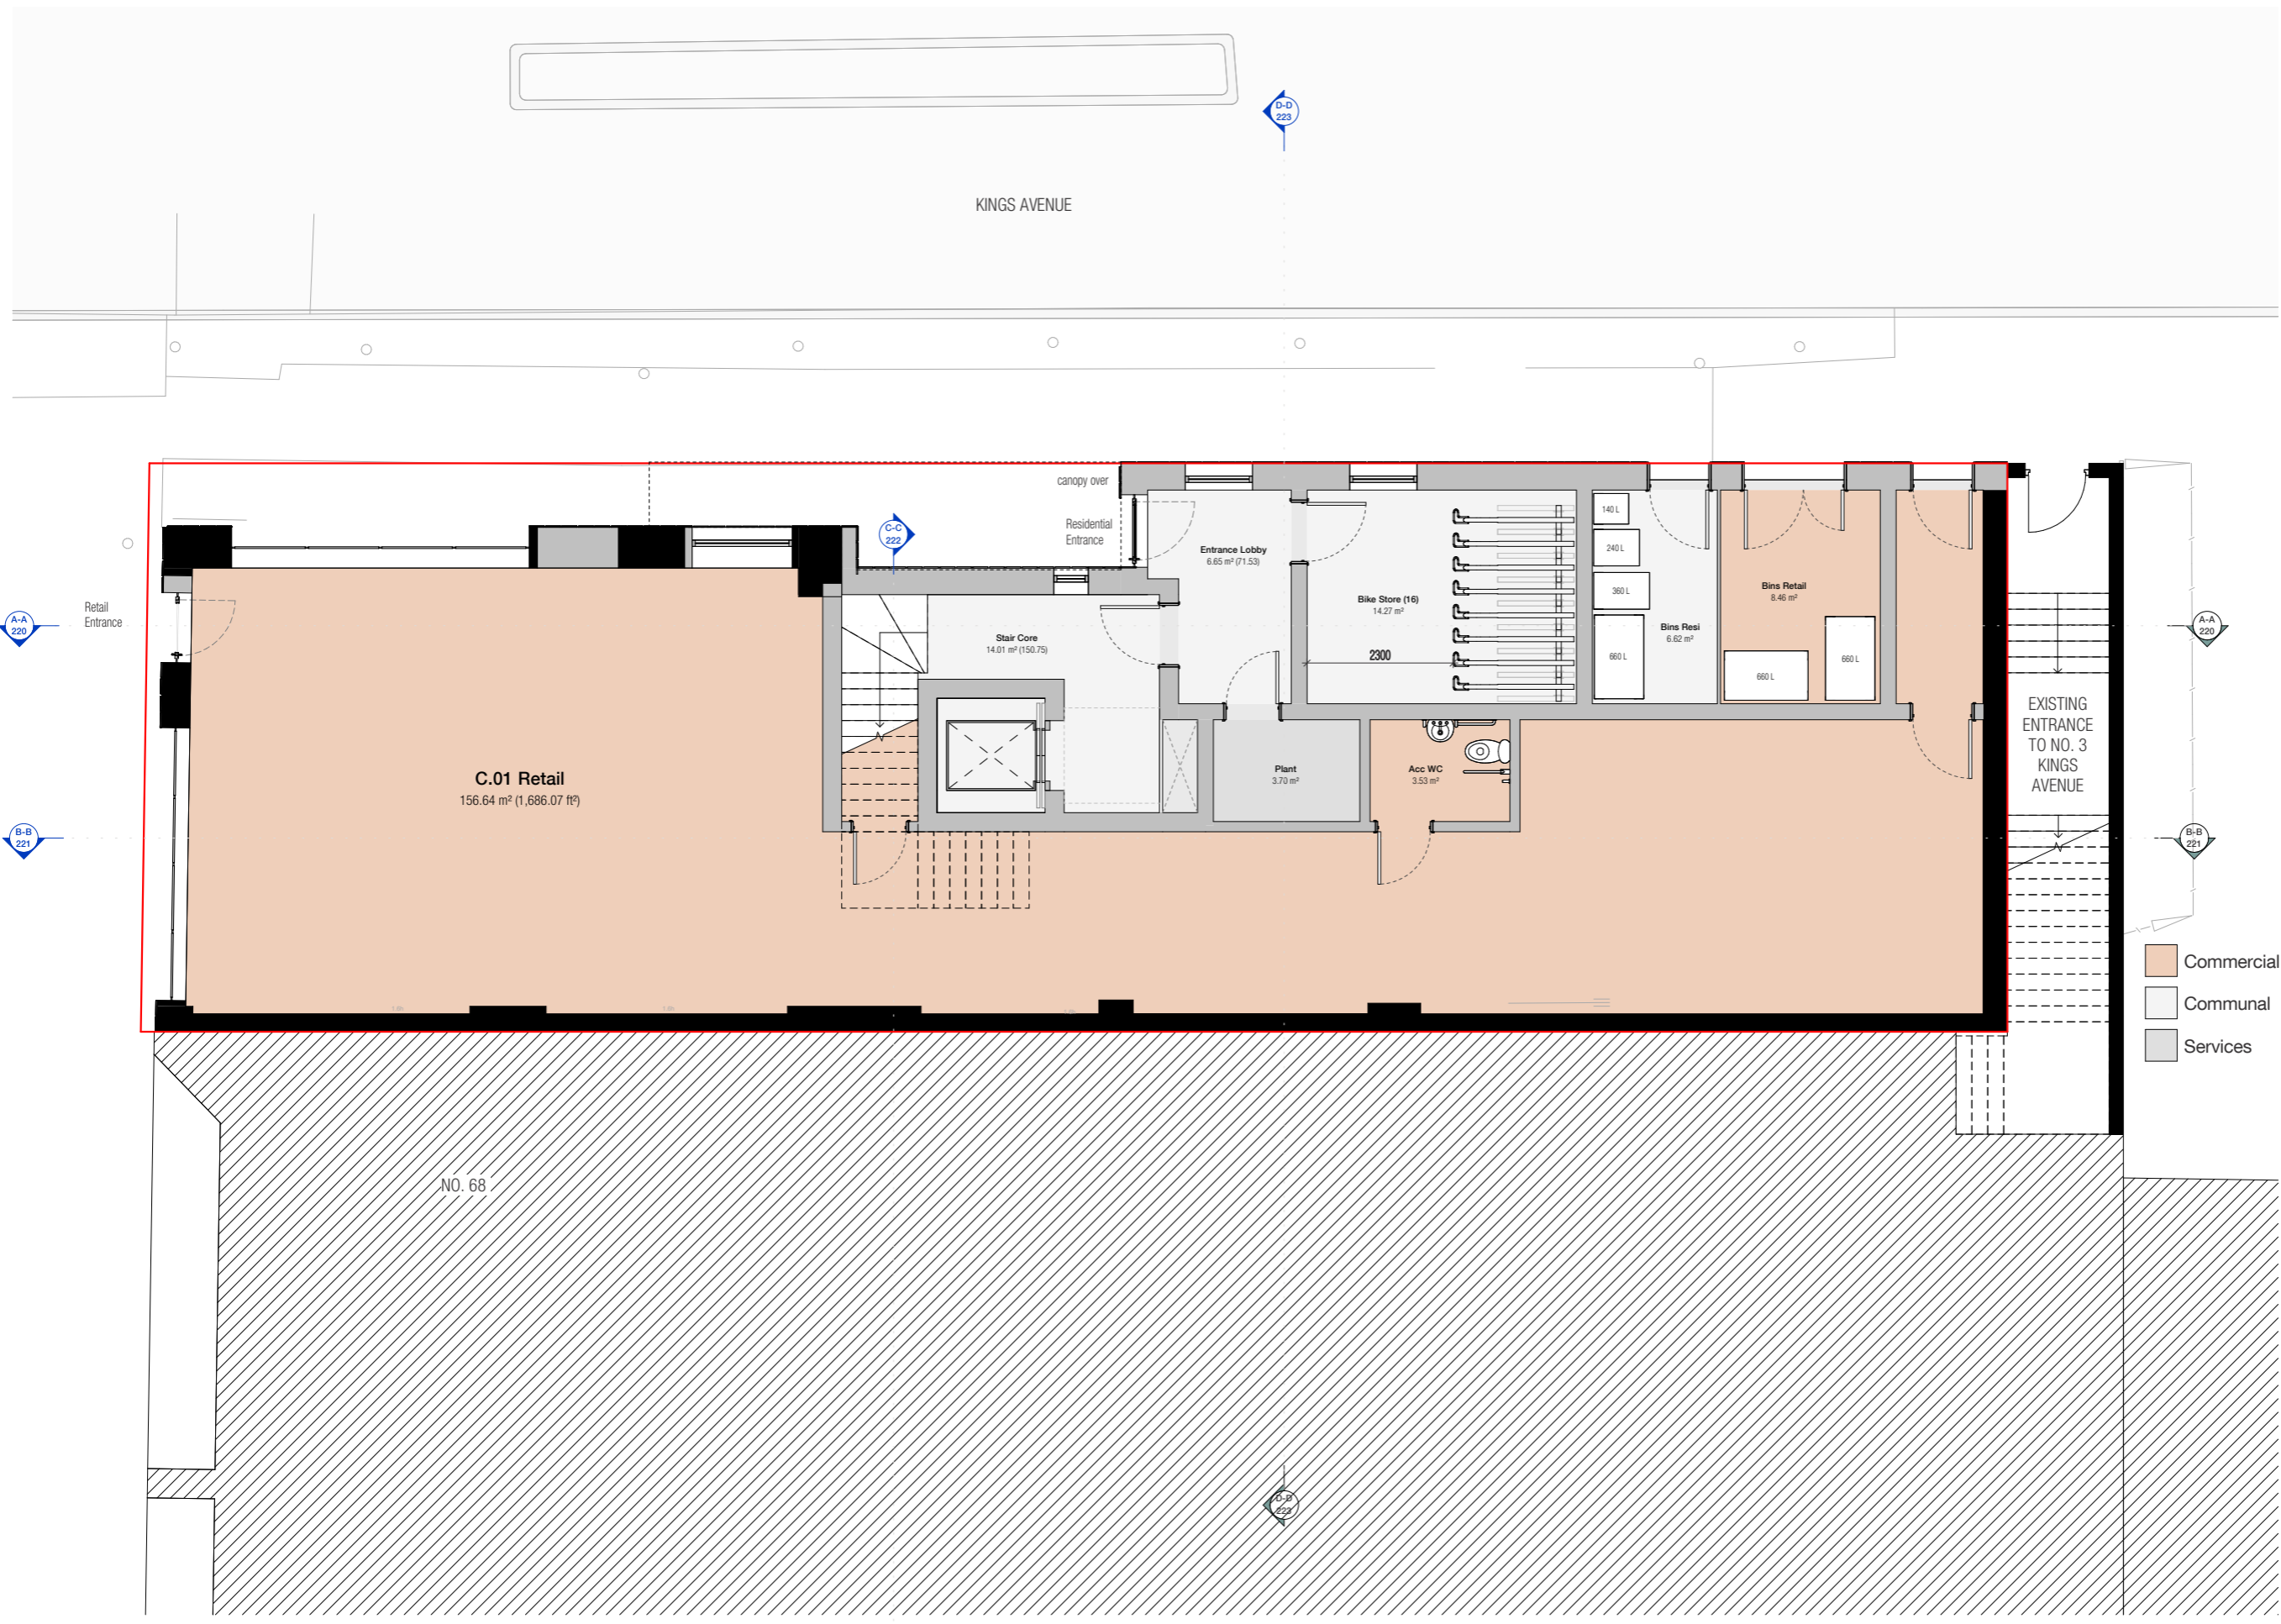 D-D
223
KINGS AVENUE
canopy over
Residential
Entrance
C-C
222
Entrance Lobby
6.65 m² (71.53)
140 L
240 L
360 L
660 L
Bins Resi
6.62 m²
Bins Retail
8.46 m²
660 L
660 L
Bike Store (16)
14.27 m²
2300
Retail
Entrance
A-A
220
A-A
220
Stair Core
14.01 m² (150.75)
EXISTING
ENTRANCE
TO NO. 3
KINGS
AVENUE
C.01 Retail
156.64 m² (1,686.07 ft²)
Plant
3.70 m²
Acc WC
3.53 m²
B-B
221
B-B
221
Commercial
Communal
Services
NO. 68
D-D
223